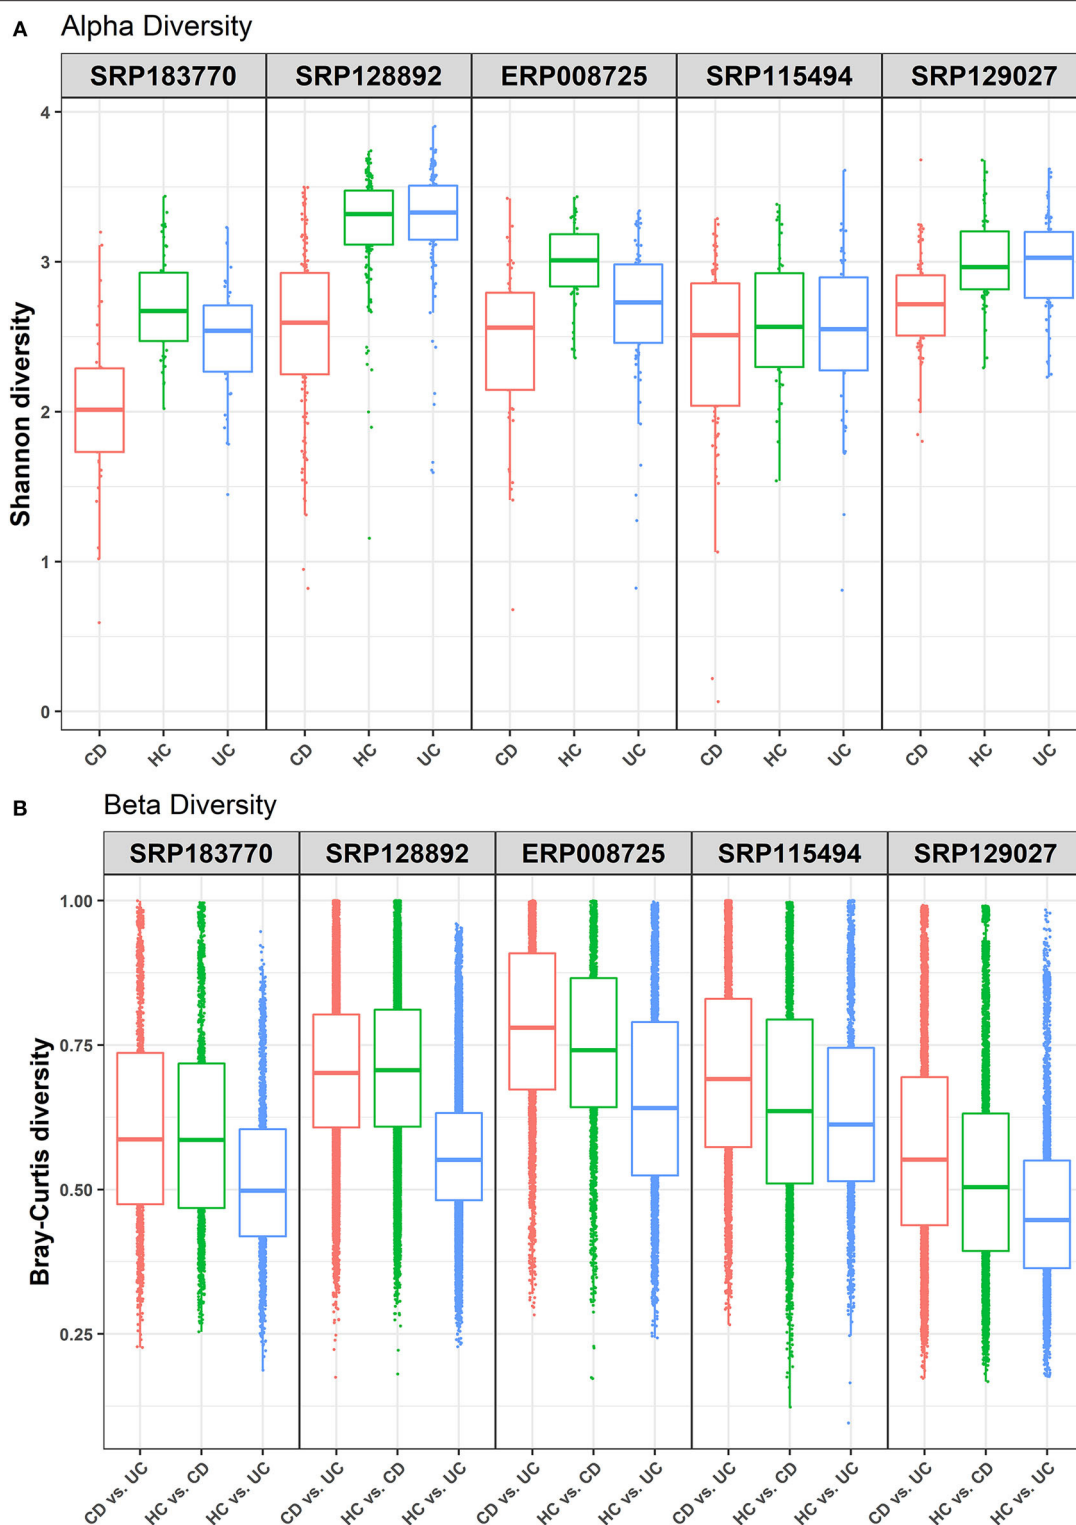 A Alpha Diversity
SRP183770 SRP128892 ERP008725 SRP115494 SRP129027
Shannon diversity
4
3
2
1
0
CD HC UC CD HC UC CD HC UC CD HC UC CD HC UC
B Beta Diversity
SRP183770 SRP128892 ERP008725 SRP115494 SRP129027
Bray-Curtis diversity
1.00
0.75
0.50
0.25
CD vs. UC HC vs. CD HC vs. UC CD vs. UC HC vs. CD HC vs. UC CD vs. UC HC vs. CD HC vs. UC CD vs. UC HC vs. CD HC vs. UC CD vs. UC HC vs. CD HC vs. UC